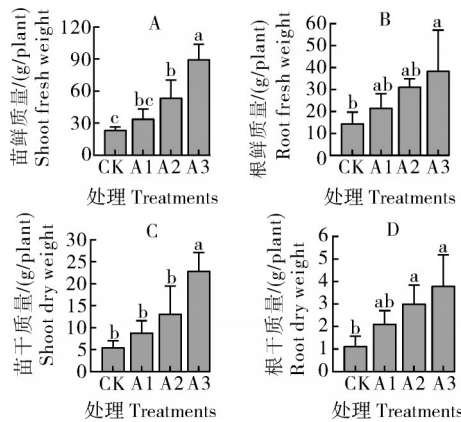 A
苗鲜质量/(g/plant)
Shoot fresh weight
120
90
60
30
0
c
bc
b
a
CK A1 A2 A3
处理 Treatments
B
根鲜质量/(g/plant)
Root fresh weight
60
50
40
30
20
10
0
b
ab
ab
a
CK A1 A2 A3
处理 Treatments
C
苗干质量/(g/plant)
Shoot dry weight
30
25
20
15
10
5
0
b
b
b
a
CK A1 A2 A3
处理 Treatments
D
根干质量/(g/plant)
Root dry weight
6
5
4
3
2
1
0
b
ab
a
a
CK A1 A2 A3
处理 Treatments